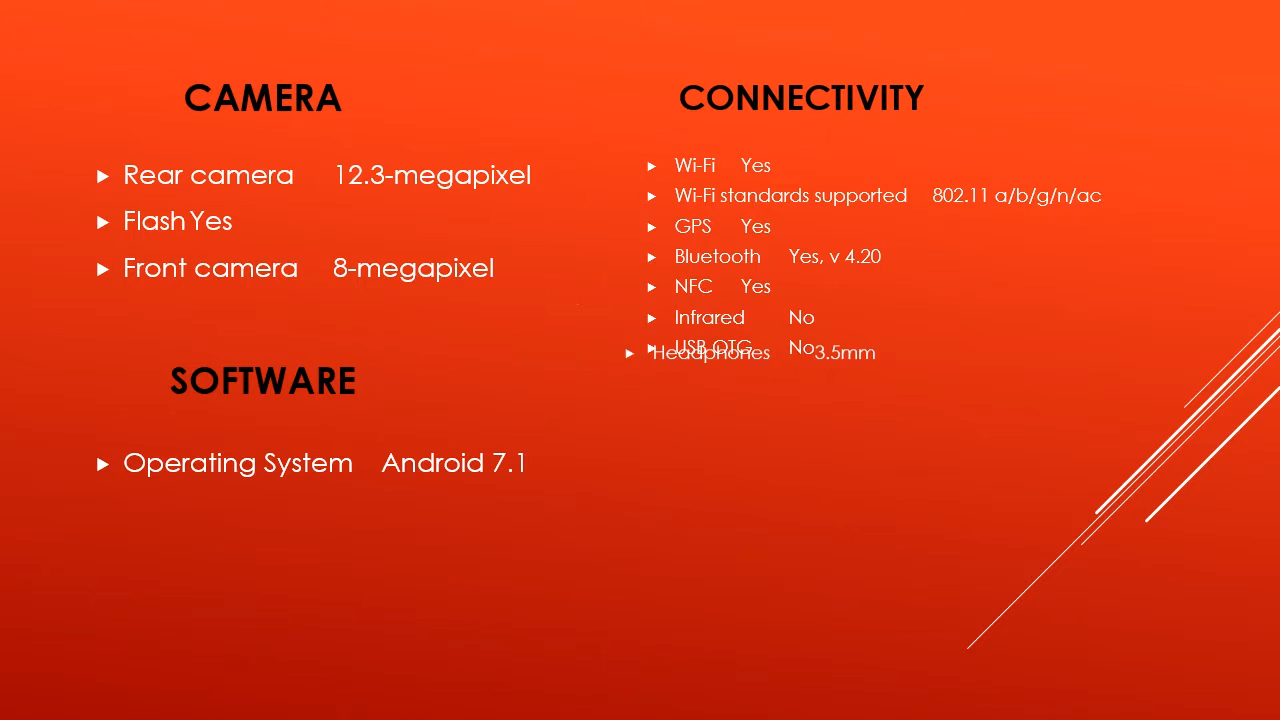 CAMERA
Rear camera 12.3-megapixel
Flash Yes
Front camera 8-megapixel
SOFTWARE
Operating System Android 7.1
CONNECTIVITY
Wi-Fi Yes
Wi-Fi standards supported 802.11 a/b/g/n/ac
GPS Yes
Bluetooth Yes, v 4.20
NFC Yes
Infrared No
USB OTG No
Headphones 3.5mm